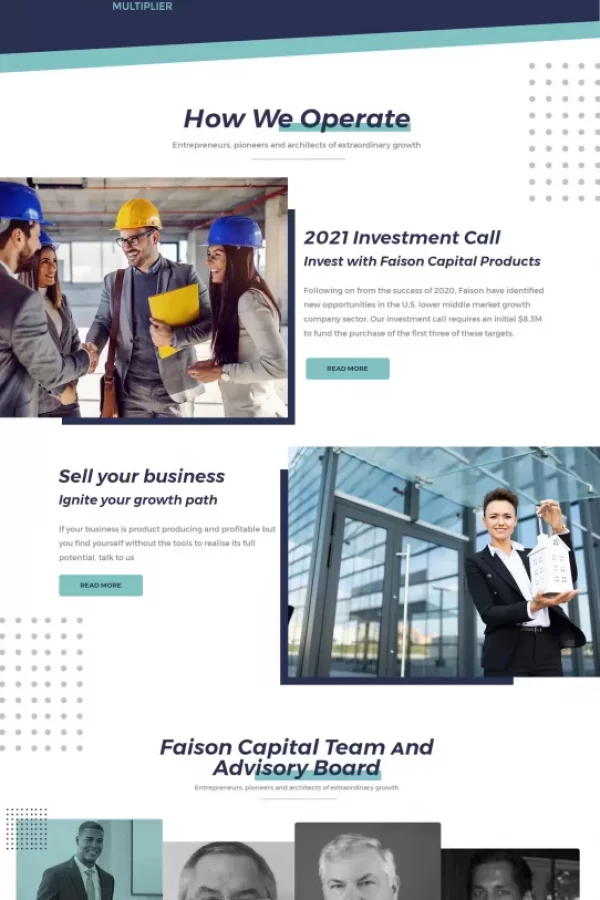 MULTIPLIER
How We Operate
Entrepreneurs, pioneers and architects of extraordinary growth
2021 Investment Call
Invest with Faison Capital Products
Following on from the success of 2020, Faison have identified
new opportunities in the U.S. lower middle market growth
company sector. Our investment call requires an initial $8.3M
to fund the purchase of the first three of these targets.
READ MORE
Sell your business
Ignite your growth path
If your business is product producing and profitable but
you find yourself without the tools to realise its full
potential, talk to us
READ MORE
Faison Capital Team And
Advisory Board
Entrepreneurs, pioneers and architects of extraordinary growth